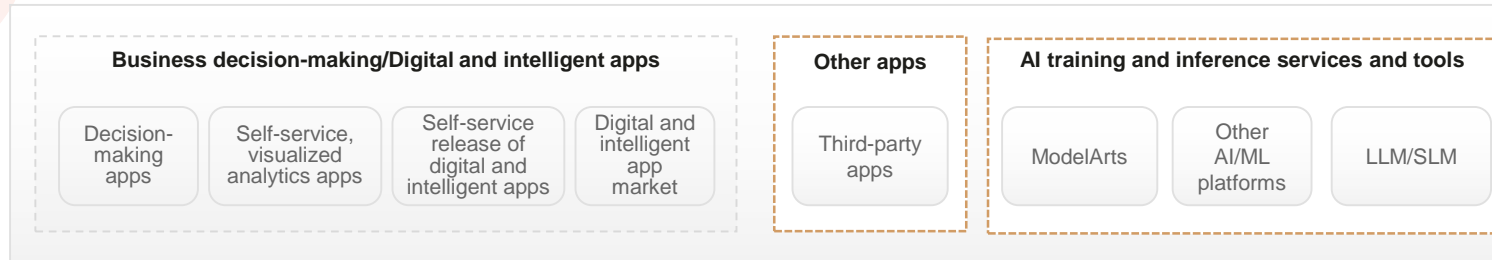 Business decision-making/Digital and intelligent apps
Decision-
making
apps
Self-service,
visualized
analytics apps
Self-service
release of
digital and
intelligent apps
Digital and
intelligent
app
market
Other apps
Third-party
apps
AI training and inference services and tools
ModelArts
Other
AI/ML
platforms
LLM/SLM